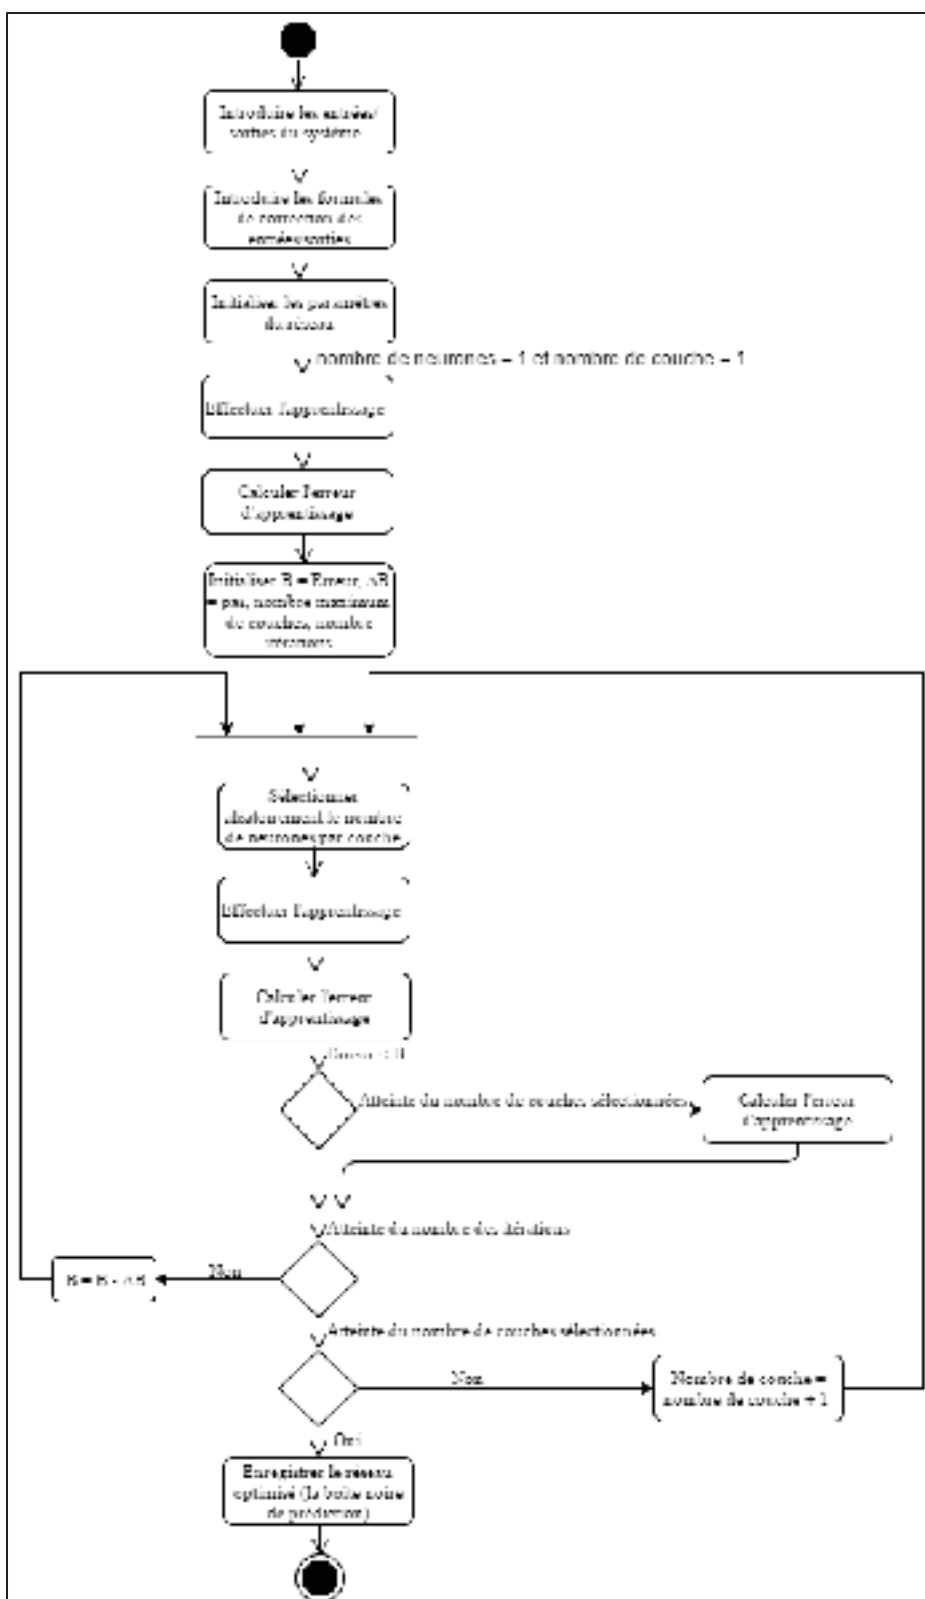 Introduire les entrées/
sorties du système
Introduire les formules
de correction des
entrées/sorties
Initialiser les paramètres
du réseau
nombre de neurones = 1 et nombre de couche = 1
Effectuer l'apprentissage
Calculer l'erreur
d'apprentissage
Initialiser B = Erreur, ΔB
= pas, nombre maximum
de couches, nombre
itérations
Sélectionner
aléatoirement le nombre
de neurones par couche
Effectuer l'apprentissage
Calculer l'erreur
d'apprentissage
Erreur < B
Atteinte du nombre de couches sélectionnées
Calculer l'erreur
d'apprentissage
Atteinte du nombre des itérations
Non
B = B - ΔB
Atteinte du nombre de couches sélectionnées
Non
Nombre de couche =
nombre de couche + 1
Oui
Enregistrer le réseau
optimisé (la boite noire
de prédiction)